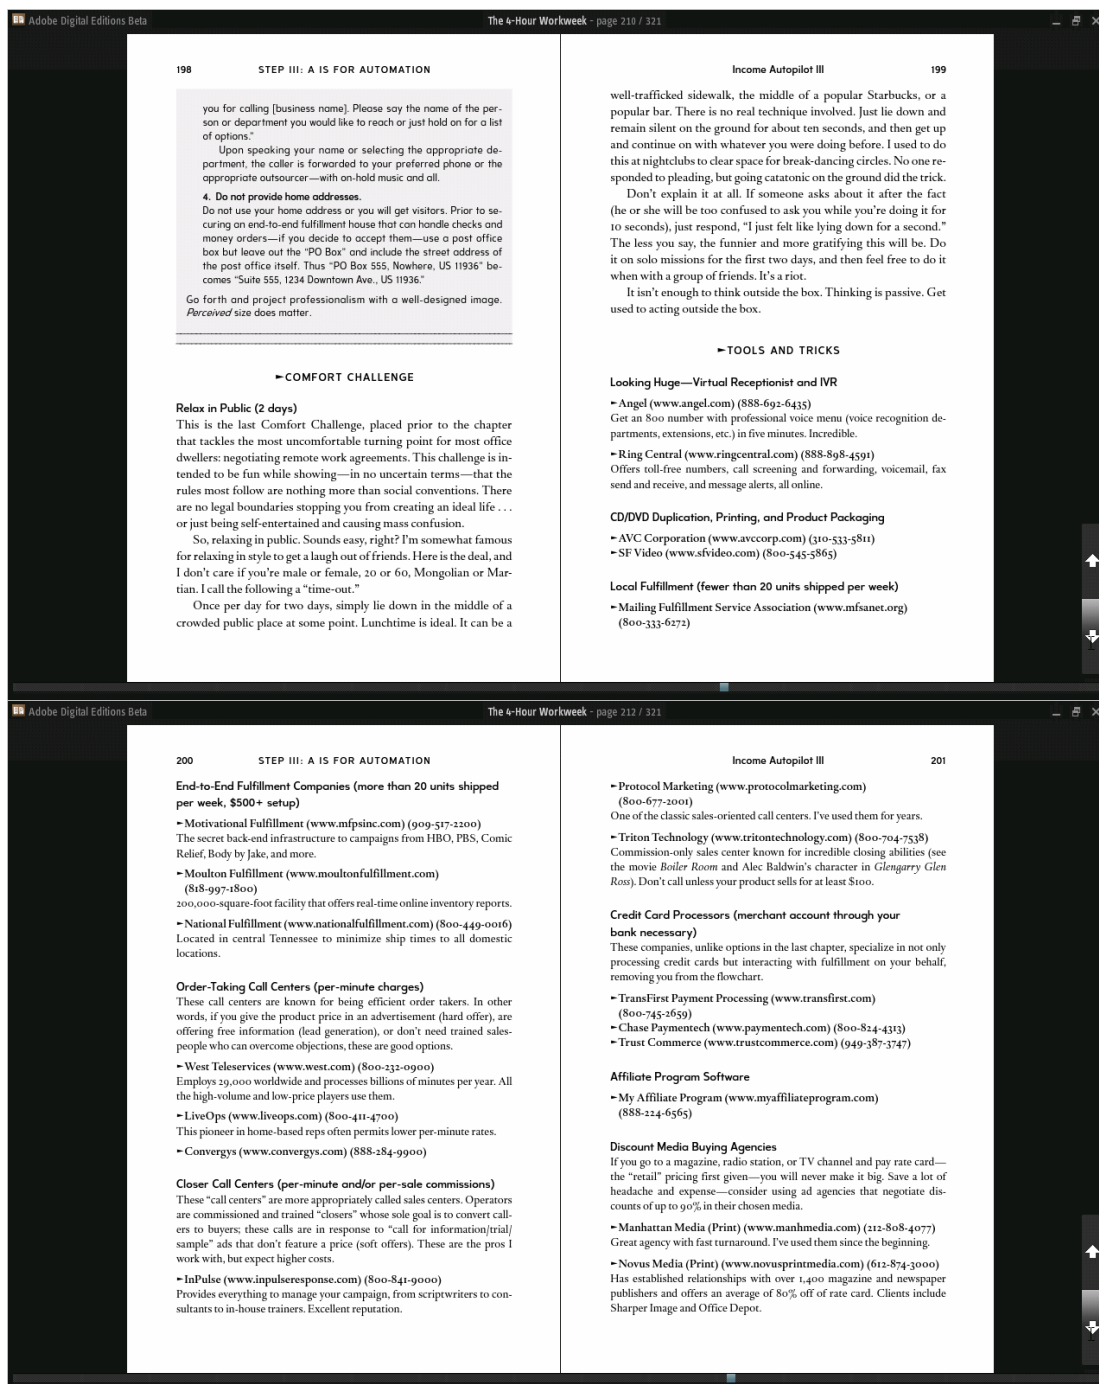 Adobe Digital Editions Beta
The 4-Hour Workweek - page 210 / 321
198
STEP III: A IS FOR AUTOMATION
you for calling [business name]. Please say the name of the per-
son or department you would like to reach or just hold on for a list
of options."
Upon speaking your name or selecting the appropriate de-
partment, the caller is forwarded to your preferred phone or the
appropriate outsourcer—with on-hold music and all.
4. Do not provide home addresses.
Do not use your home address or you will get visitors. Prior to se-
curing an end-to-end fulfillment house that can handle checks and
money orders—if you decide to accept them—use a post office
box but leave out the "PO Box" and include the street address of
the post office itself. Thus "PO Box 555, Nowhere, US 11936" be-
comes "Suite 555, 1234 Downtown Ave., US 11936."
Go forth and project professionalism with a well-designed image.
Perceived size does matter.
►COMFORT CHALLENGE
Relax in Public (2 days)
This is the last Comfort Challenge, placed prior to the chapter
that tackles the most uncomfortable turning point for most office
dwellers: negotiating remote work agreements. This challenge is in-
tended to be fun while showing—in no uncertain terms—that the
rules most follow are nothing more than social conventions. There
are no legal boundaries stopping you from creating an ideal life . . .
or just being self-entertained and causing mass confusion.
So, relaxing in public. Sounds easy, right? I'm somewhat famous
for relaxing in style to get a laugh out of friends. Here is the deal, and
I don't care if you're male or female, 20 or 60, Mongolian or Mar-
tian. I call the following a "time-out."
Once per day for two days, simply lie down in the middle of a
crowded public place at some point. Lunchtime is ideal. It can be a
Income Autopilot III
199
well-trafficked sidewalk, the middle of a popular Starbucks, or a
popular bar. There is no real technique involved. Just lie down and
remain silent on the ground for about ten seconds, and then get up
and continue on with whatever you were doing before. I used to do
this at nightclubs to clear space for break-dancing circles. No one re-
sponded to pleading, but going catatonic on the ground did the trick.
Don't explain it at all. If someone asks about it after the fact
(he or she will be too confused to ask you while you're doing it for
10 seconds), just respond, "I just felt like lying down for a second."
The less you say, the funnier and more gratifying this will be. Do
it on solo missions for the first two days, and then feel free to do it
when with a group of friends. It's a riot.
It isn't enough to think outside the box. Thinking is passive. Get
used to acting outside the box.
►TOOLS AND TRICKS
Looking Huge—Virtual Receptionist and IVR
►Angel (www.angel.com) (888-692-6435)
Get an 800 number with professional voice menu (voice recognition de-
partments, extensions, etc.) in five minutes. Incredible.
►Ring Central (www.ringcentral.com) (888-898-4591)
Offers toll-free numbers, call screening and forwarding, voicemail, fax
send and receive, and message alerts, all online.
CD/DVD Duplication, Printing, and Product Packaging
►AVC Corporation (www.avccorp.com) (310-533-5811)
►SF Video (www.sfvideo.com) (800-545-5865)
Local Fulfillment (fewer than 20 units shipped per week)
►Mailing Fulfillment Service Association (www.mfsanet.org)
(800-333-6272)
Adobe Digital Editions Beta
The 4-Hour Workweek - page 212 / 321
200
STEP III: A IS FOR AUTOMATION
End-to-End Fulfillment Companies (more than 20 units shipped
per week, $500+ setup)
►Motivational Fulfillment (www.mfpsinc.com) (909-517-2200)
The secret back-end infrastructure to campaigns from HBO, PBS, Comic
Relief, Body by Jake, and more.
►Moulton Fulfillment (www.moultonfulfillment.com)
(818-997-1800)
200,000-square-foot facility that offers real-time online inventory reports.
►National Fulfillment (www.nationalfulfillment.com) (800-449-0016)
Located in central Tennessee to minimize ship times to all domestic
locations.
Order-Taking Call Centers (per-minute charges)
These call centers are known for being efficient order takers. In other
words, if you give the product price in an advertisement (hard offer), are
offering free information (lead generation), or don't need trained sales-
people who can overcome objections, these are good options.
►West Teleservices (www.west.com) (800-232-0900)
Employs 29,000 worldwide and processes billions of minutes per year. All
the high-volume and low-price players use them.
►LiveOps (www.liveops.com) (800-411-4700)
This pioneer in home-based reps often permits lower per-minute rates.
►Convergys (www.convergys.com) (888-284-9900)
Closer Call Centers (per-minute and/or per-sale commissions)
These "call centers" are more appropriately called sales centers. Operators
are commissioned and trained "closers" whose sole goal is to convert call-
ers to buyers; these calls are in response to "call for information/trial/
sample" ads that don't feature a price (soft offers). These are the pros I
work with, but expect higher costs.
►InPulse (www.inpulseresponse.com) (800-841-9000)
Provides everything to manage your campaign, from scriptwriters to con-
sultants to in-house trainers. Excellent reputation.
Income Autopilot III
201
►Protocol Marketing (www.protocolmarketing.com)
(800-677-2001)
One of the classic sales-oriented call centers. I've used them for years.
►Triton Technology (www.tritontechnology.com) (800-704-7538)
Commission-only sales center known for incredible closing abilities (see
the movie Boiler Room and Alec Baldwin's character in Glengarry Glen
Ross). Don't call unless your product sells for at least $100.
Credit Card Processors (merchant account through your
bank necessary)
These companies, unlike options in the last chapter, specialize in not only
processing credit cards but interacting with fulfillment on your behalf,
removing you from the flowchart.
►TransFirst Payment Processing (www.transfirst.com)
(800-745-2659)
►Chase Paymentech (www.paymentech.com) (800-824-4313)
►Trust Commerce (www.trustcommerce.com) (949-387-3747)
Affiliate Program Software
►My Affiliate Program (www.myaffiliateprogram.com)
(888-224-6565)
Discount Media Buying Agencies
If you go to a magazine, radio station, or TV channel and pay rate card—
the "retail" pricing first given—you will never make it big. Save a lot of
headache and expense—consider using ad agencies that negotiate dis-
counts of up to 90% in their chosen media.
►Manhattan Media (Print) (www.manhmedia.com) (212-808-4077)
Great agency with fast turnaround. I've used them since the beginning.
►Novus Media (Print) (www.novusprintmedia.com) (612-874-3000)
Has established relationships with over 1,400 magazine and newspaper
publishers and offers an average of 80% off of rate card. Clients include
Sharper Image and Office Depot.